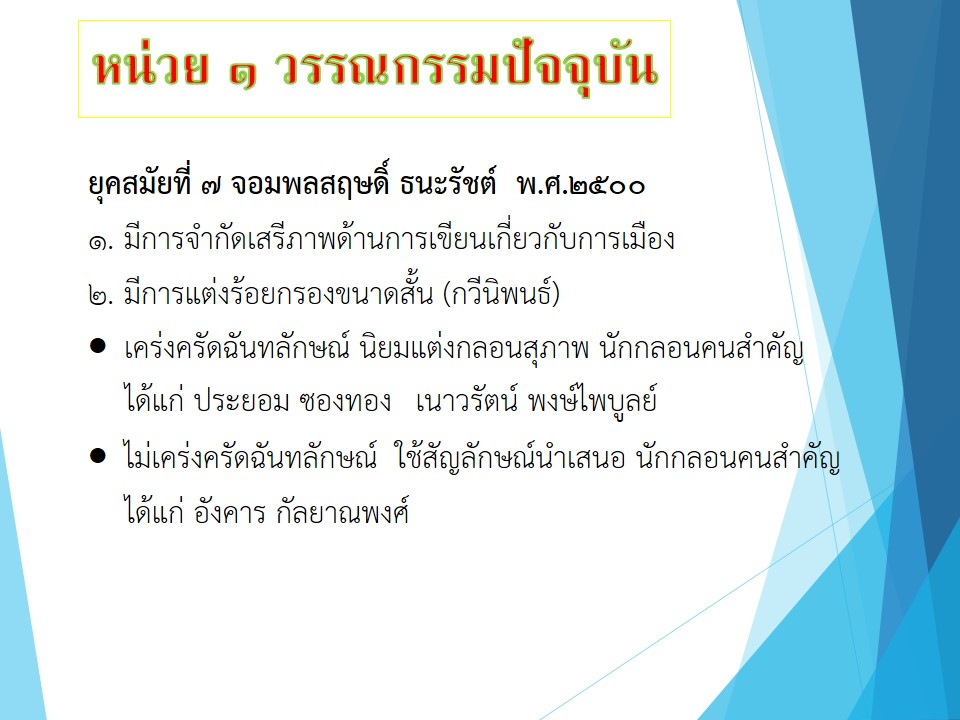 หน่วย ๑ วรรณกรรมปัจจุบัน
ยุคสมัยที่ ๗ จอมพลสฤษดิ์ ธนะรัชต์ พ.ศ.๒๕๐๐
๑. มีการจำกัดเสรีภาพด้านการเขียนเกี่ยวกับการเมือง
๒. มีการแต่งร้อยกรองขนาดสั้น (กวีนิพนธ์)
● เคร่งครัดฉันทลักษณ์ นิยมแต่งกลอนสุภาพ นักกลอนคนสำคัญ
ได้แก่ ประยอม ซองทอง เนาวรัตน์ พงษ์ไพบูลย์
● ไม่เคร่งครัดฉันทลักษณ์ ใช้สัญลักษณ์นำเสนอ นักกลอนคนสำคัญ
ได้แก่ อังคาร กัลยาณพงศ์